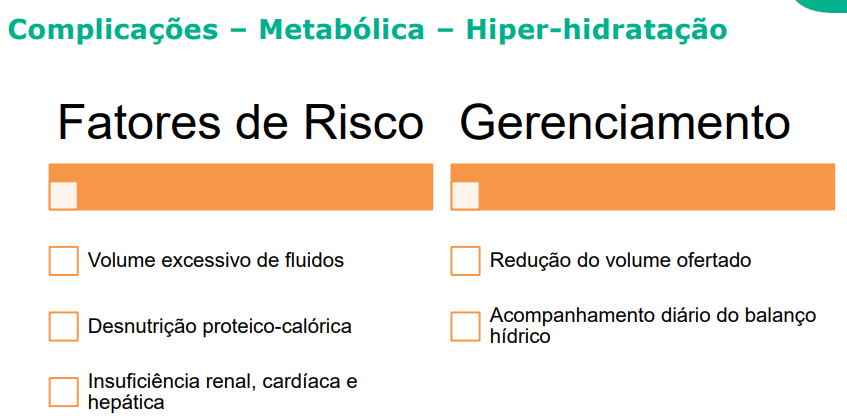 Complicações – Metabólica – Hiper-hidratação
Fatores de Risco
Volume excessivo de fluidos
Desnutrição proteico-calórica
Insuficiência renal, cardíaca e
hepática
Gerenciamento
Redução do volume ofertado
Acompanhamento diário do balanço
hídrico